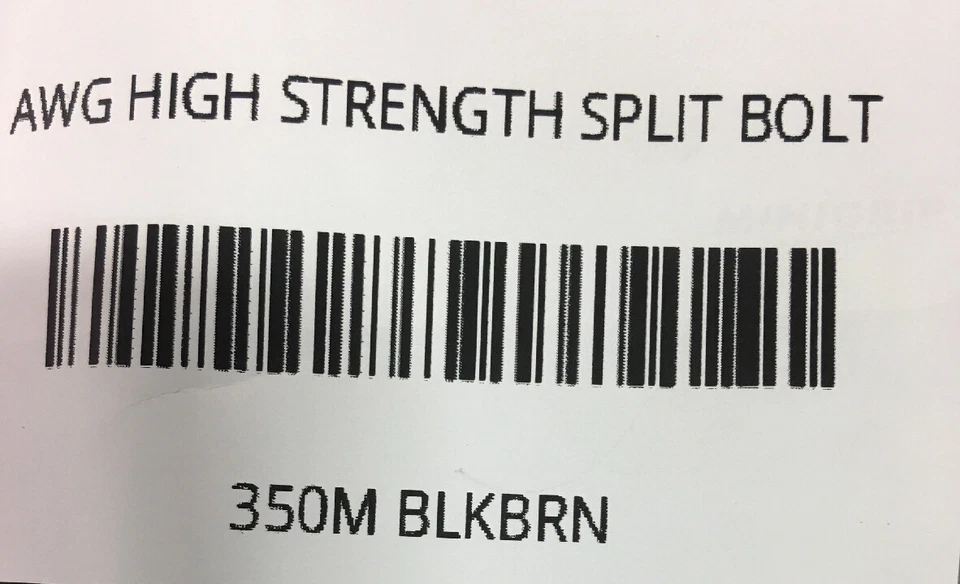 AWG HIGH STRENGTH SPLIT BOLT
350M BLKBRN